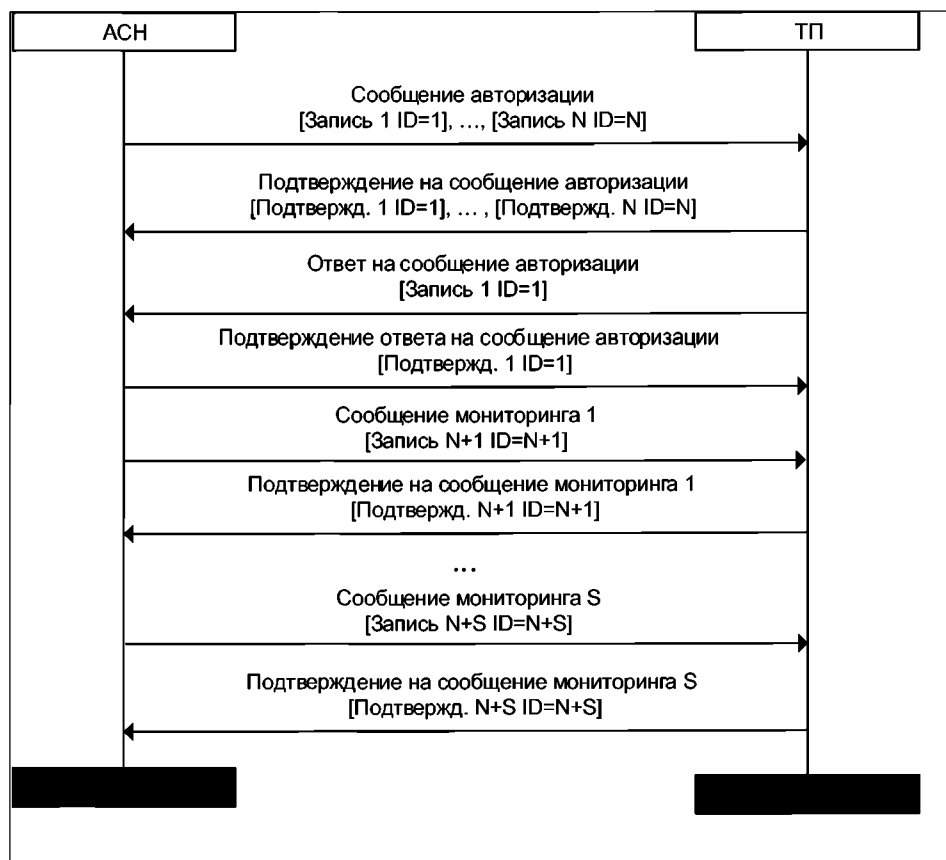 АСН
ТП
Сообщение авторизации
[Запись 1 ID=1], ..., [Запись N ID=N]
Подтверждение на сообщение авторизации
[Подтвержд. 1 ID=1], ... , [Подтвержд. N ID=N]
Ответ на сообщение авторизации
[Запись 1 ID=1]
Подтверждение ответа на сообщение авторизации
[Подтвержд. 1 ID=1]
Сообщение мониторинга 1
[Запись N+1 ID=N+1]
Подтверждение на сообщение мониторинга 1
[Подтвержд. N+1 ID=N+1]
...
Сообщение мониторинга S
[Запись N+S ID=N+S]
Подтверждение на сообщение мониторинга S
[Подтвержд. N+S ID=N+S]